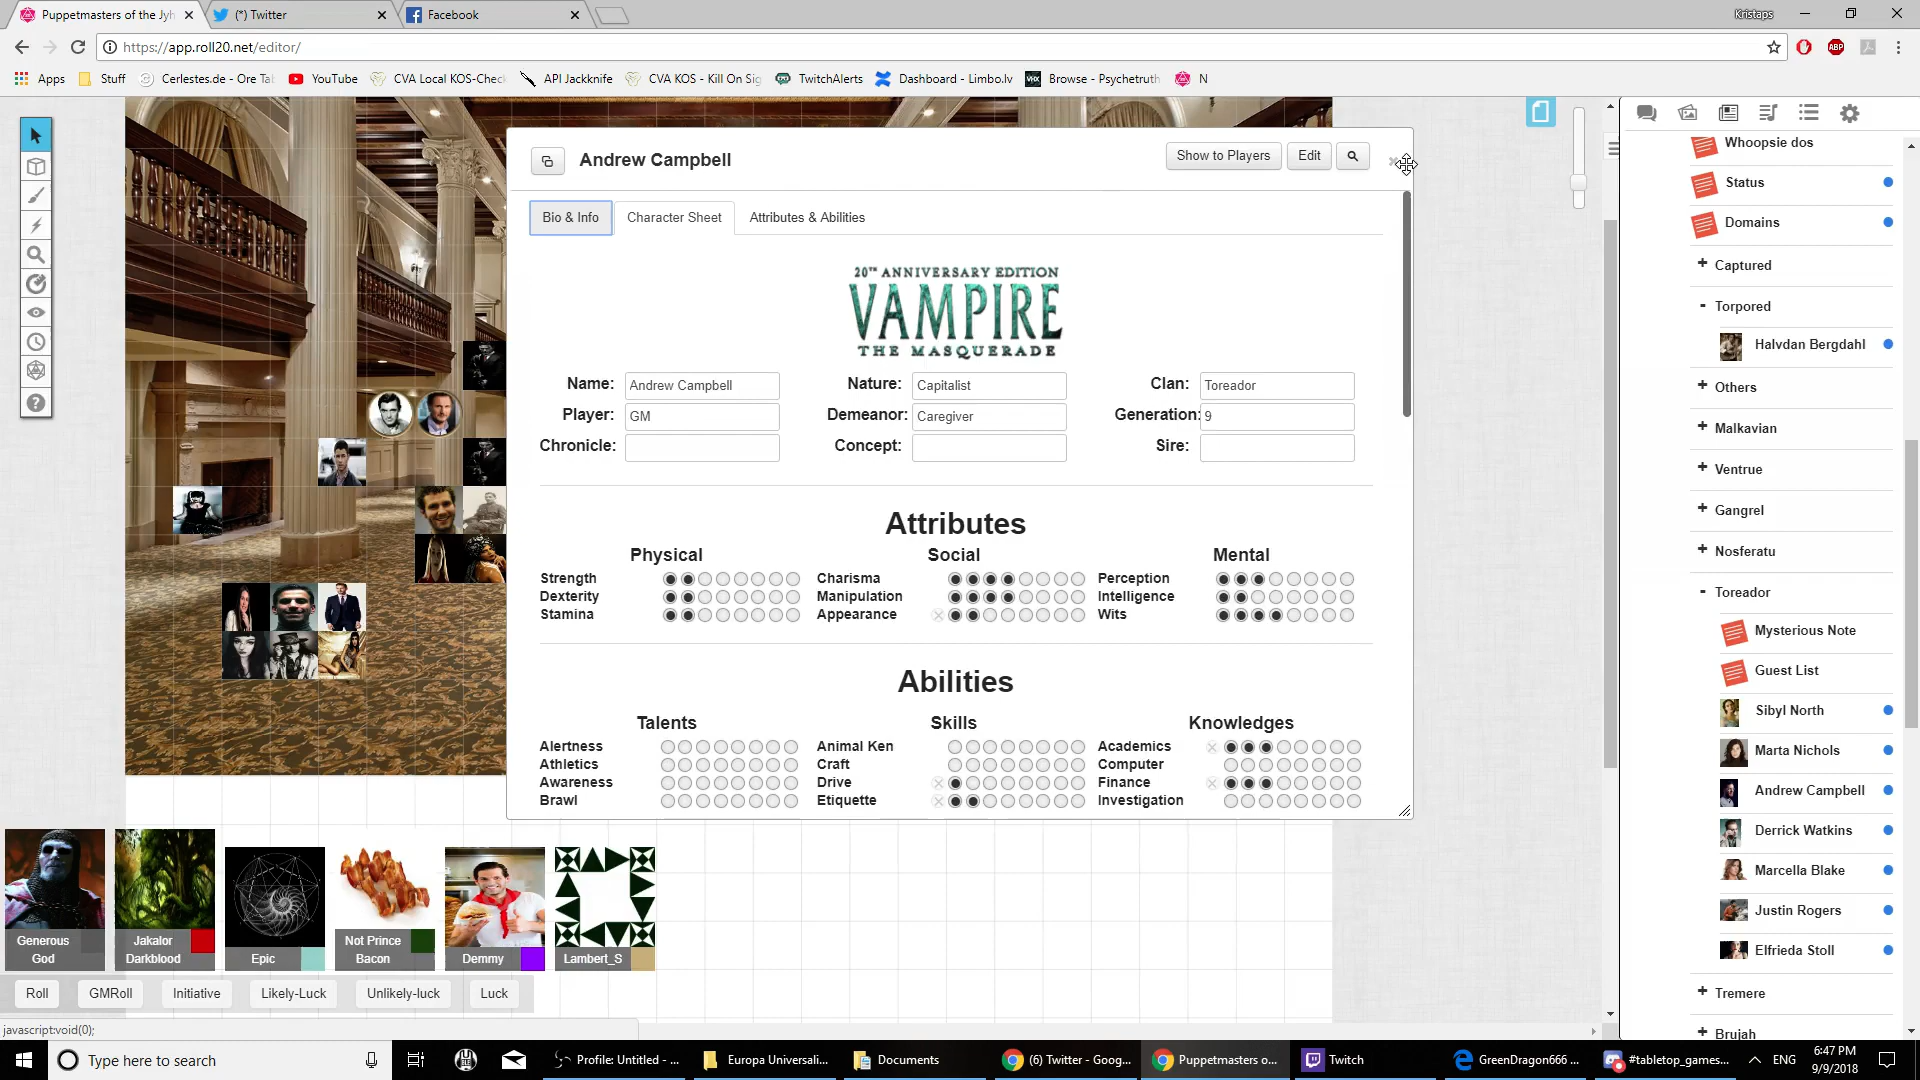 Puppetmasters of the Jyh
(*) Twitter
Facebook
Kristaps
https://app.roll20.net/editor/
ABP
Apps
Stuff
Cerlestes.de - Ore Ta
YouTube
CVA Local KOS-Chec
API Jackknife
CVA KOS - Kill On Sig
TwitchAlerts
Dashboard - Limbo.lv
Browse - Psychetruth
N
Andrew Campbell
Show to Players
Edit
Bio & Info
Character Sheet
Attributes & Abilities
20TH ANNIVERSARY EDITION
VAMPIRE
THE MASQUERADE
Name: Andrew Campbell
Nature: Capitalist
Clan: Toreador
Player: GM
Demeanor: Caregiver
Generation: 9
Chronicle:
Concept:
Sire:
Attributes
Physical
Social
Mental
Strength
Charisma
Perception
Dexterity
Manipulation
Intelligence
Stamina
Appearance
Wits
Abilities
Talents
Skills
Knowledges
Alertness
Animal Ken
Academics
Athletics
Craft
Computer
Awareness
Drive
Finance
Brawl
Etiquette
Investigation
Whoopsie dos
Status
Domains
Captured
Torpored
Halvdan Bergdahl
Others
Malkavian
Ventrue
Gangrel
Nosferatu
Toreador
Mysterious Note
Guest List
Sibyl North
Marta Nichols
Andrew Campbell
Derrick Watkins
Marcella Blake
Justin Rogers
Elfrieda Stoll
Tremere
Brujah
Generous
God
Jakalor
Darkblood
Epic
Not Prince
Bacon
Demmy
Lambert_S
Roll
GMRoll
Initiative
Likely-Luck
Unlikely-luck
Luck
javascript:void(0);
Type here to search
Profile: Untitled - ...
Europa Universali...
Documents
(6) Twitter - Goog...
Puppetmasters o...
Twitch
GreenDragon666 ...
#tabletop_games...
ENG
6:47 PM
9/9/2018